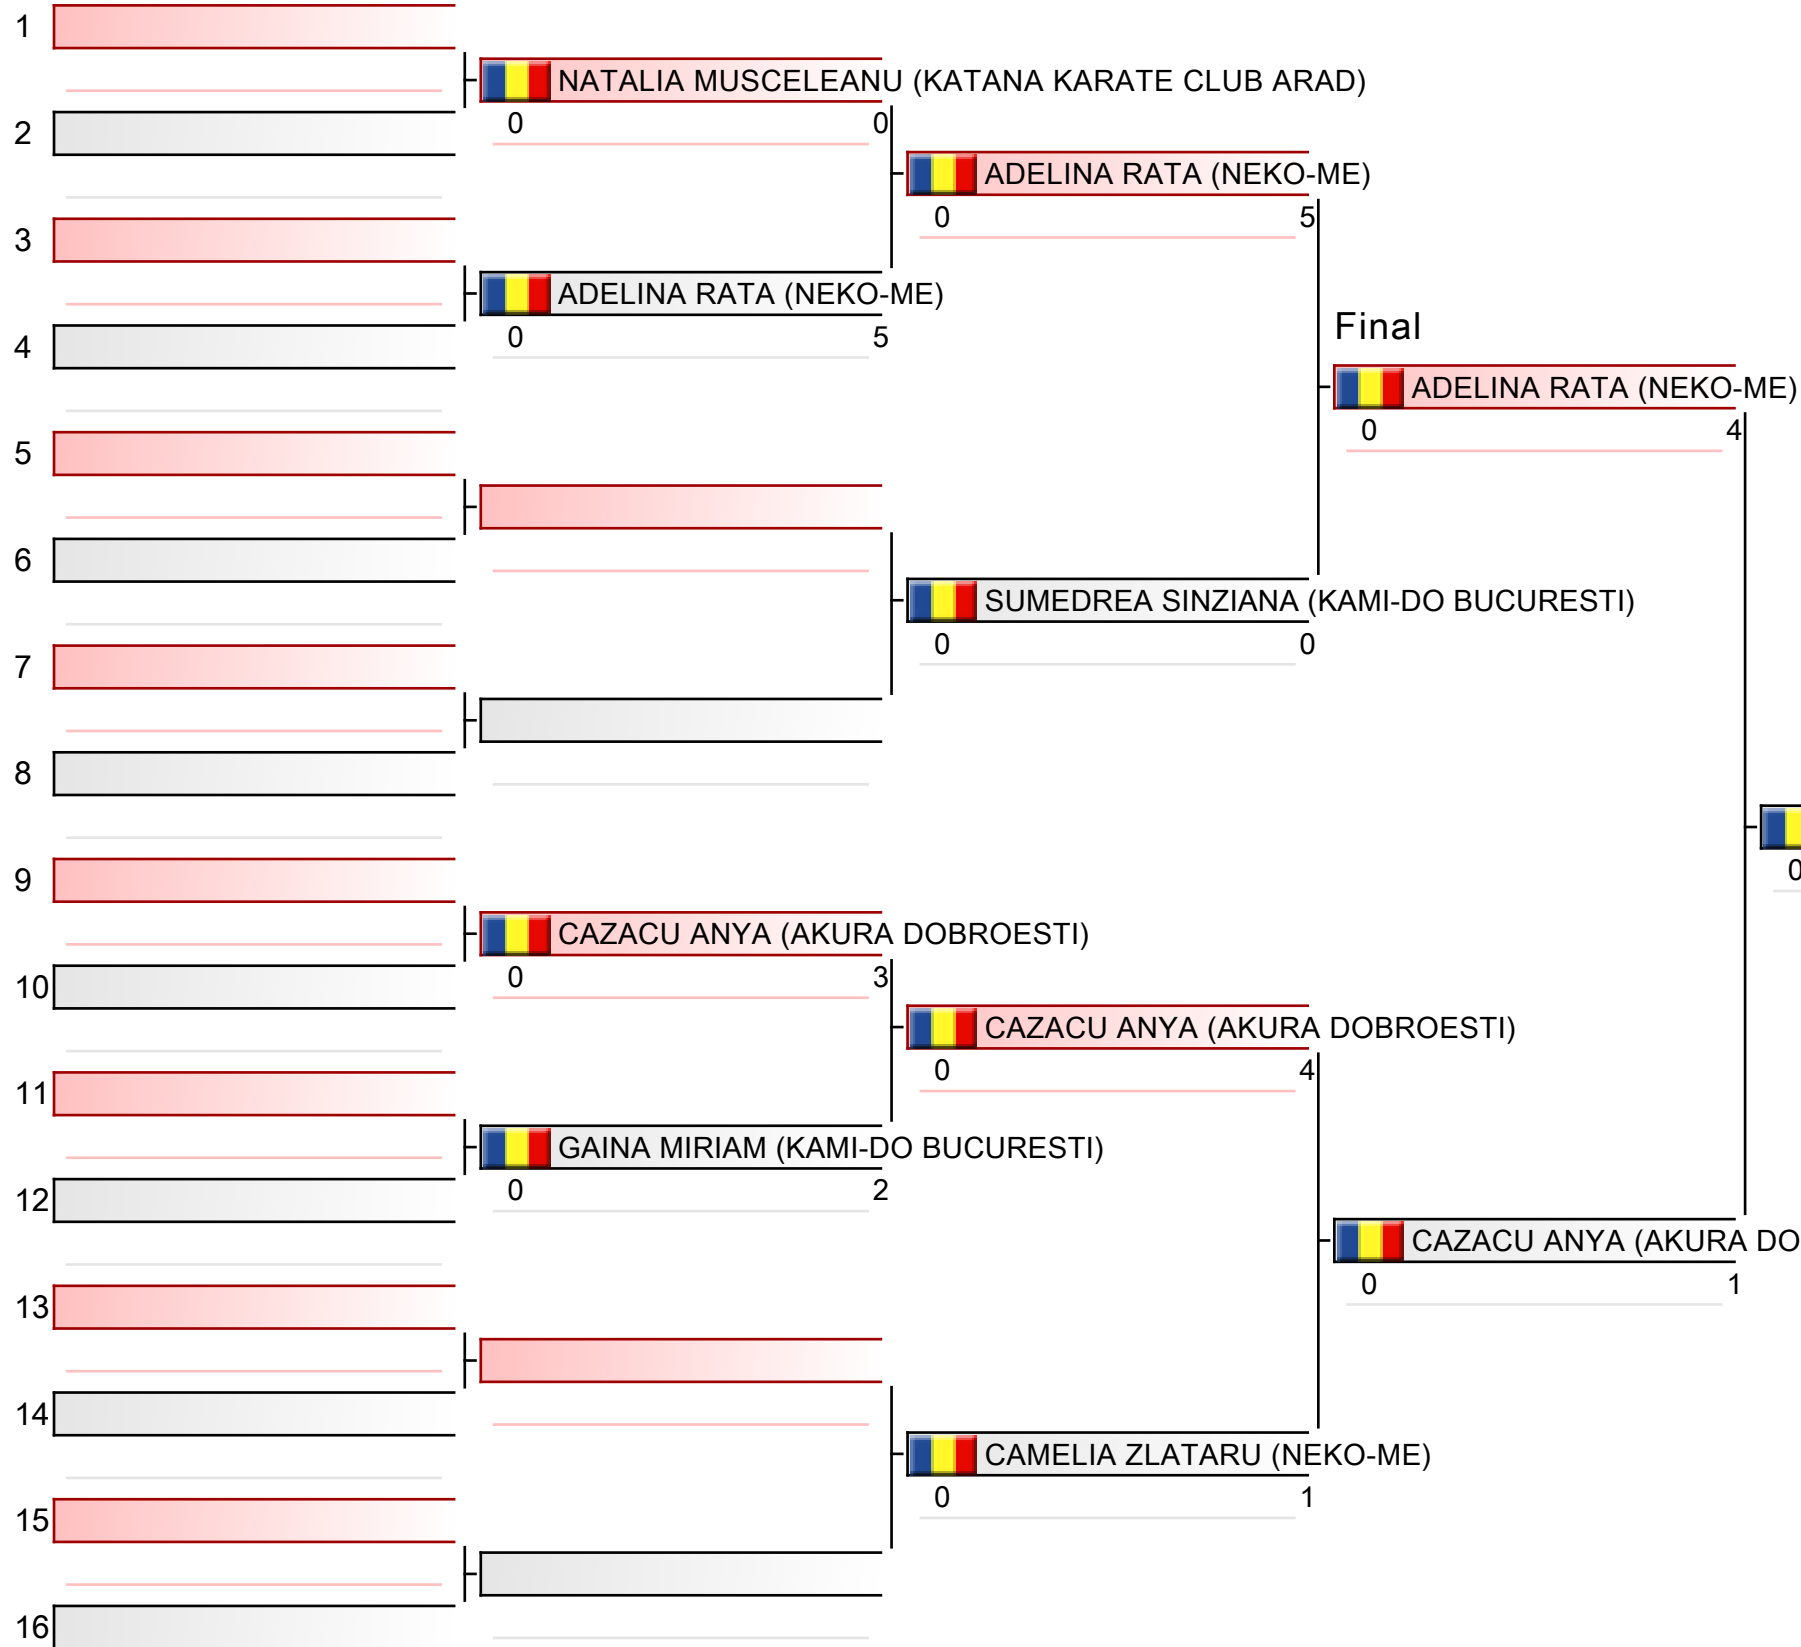 1
NATALIA MUSCELEANU (KATANA KARATE CLUB ARAD)
0 0
2
ADELINA RATA (NEKO-ME)
0 5
3
ADELINA RATA (NEKO-ME)
0 5
4
Final
ADELINA RATA (NEKO-ME)
0 4
5
6
SUMEDREA SINZIANA (KAMI-DO BUCURESTI)
0 0
7
8
0
9
CAZACU ANYA (AKURA DOBROESTI)
0 3
10
CAZACU ANYA (AKURA DOBROESTI)
0 4
11
GAINA MIRIAM (KAMI-DO BUCURESTI)
0 2
12
CAZACU ANYA (AKURA DO
0 1
13
14
CAMELIA ZLATARU (NEKO-ME)
0 1
15
16